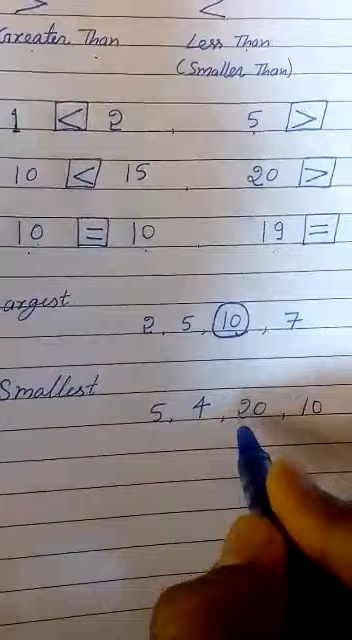 > <
Greater Than Less Than
(Smaller Than)
1 < 2 , 5 >
10 < 15 , 20 >
10 = 10 , 19 =
argest
2, 5, 10, 7
Smallest
5, 4, 20, 10